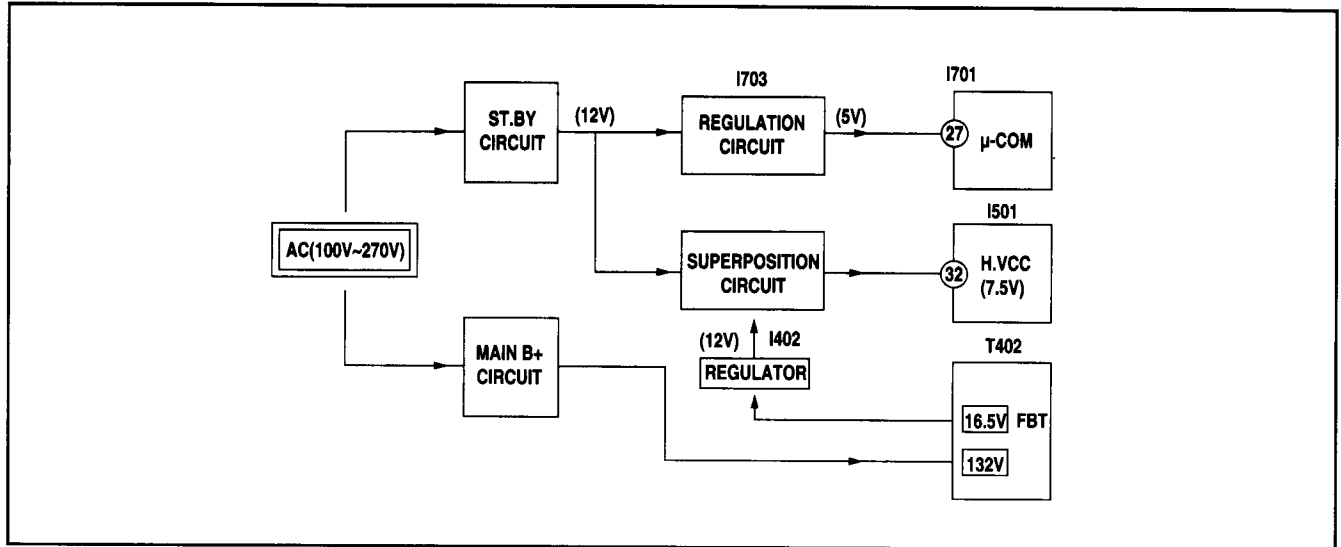 I703
I701
ST.BY
CIRCUIT
(12V)
REGULATION
CIRCUIT
(5V)
27
µ-COM
AC(100V~270V)
I501
SUPERPOSITION
CIRCUIT
32
H.VCC
(7.5V)
MAIN B+
CIRCUIT
(12V)
I402
REGULATOR
T402
16.5V
FBT
132V